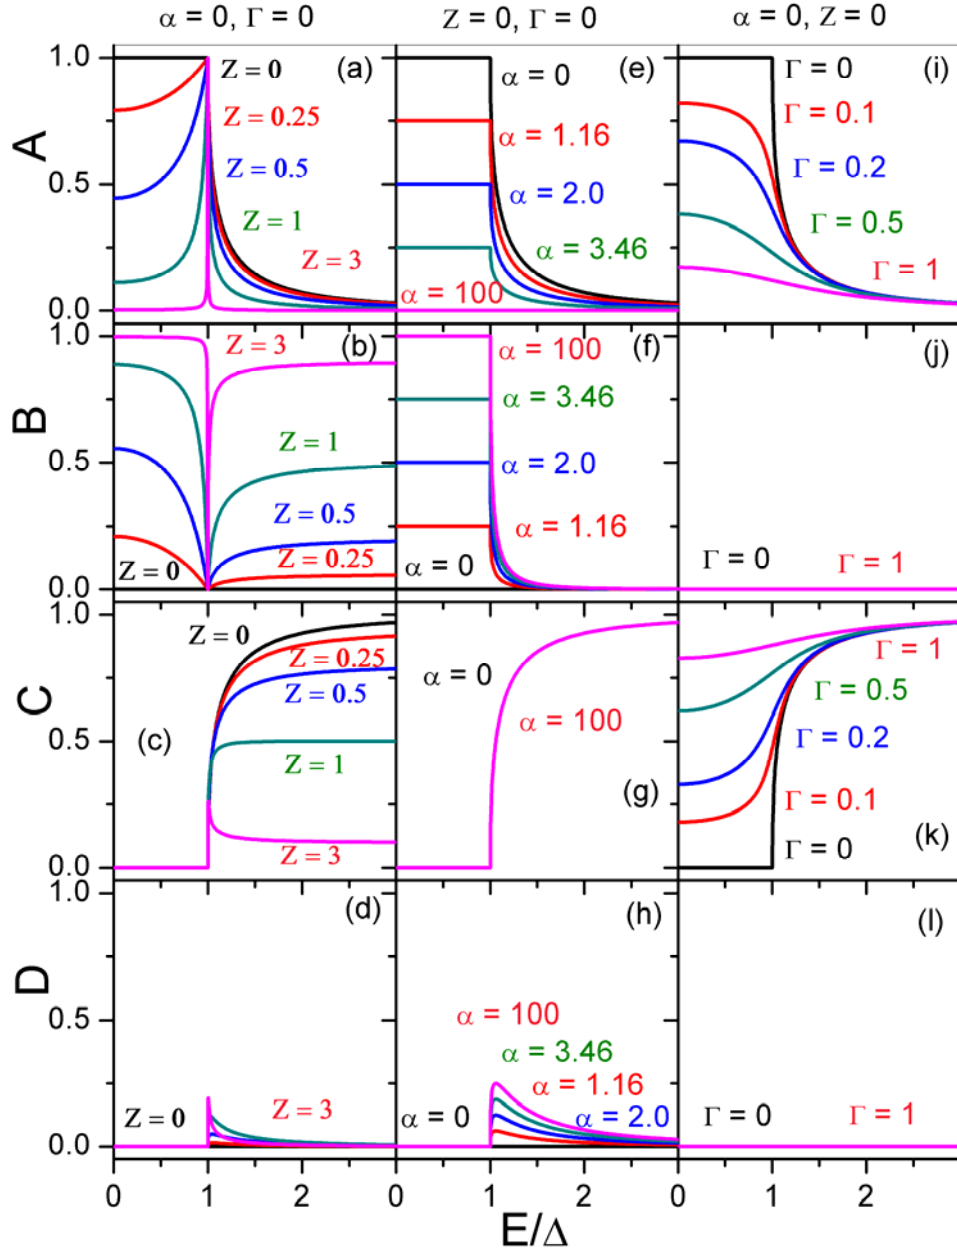 α = 0, Γ = 0
Z = 0, Γ = 0
α = 0, Z = 0
A
1.0
0.5
0.0
(a)
Z = 0
Z = 0.25
Z = 0.5
Z = 1
Z = 3
(e)
α = 0
α = 1.16
α = 2.0
α = 3.46
α = 100
(i)
Γ = 0
Γ = 0.1
Γ = 0.2
Γ = 0.5
Γ = 1
B
1.0
0.5
0.0
(b)
Z = 3
Z = 1
Z = 0.5
Z = 0.25
Z = 0
(f)
α = 100
α = 3.46
α = 2.0
α = 1.16
α = 0
(j)
Γ = 0
Γ = 1
C
1.0
0.5
0.0
Z = 0
Z = 0.25
Z = 0.5
(c)
Z = 1
Z = 3
α = 0
α = 100
(g)
Γ = 1
Γ = 0.5
Γ = 0.2
Γ = 0.1
Γ = 0
(k)
D
1.0
0.5
0.0
(d)
Z = 0
Z = 3
(h)
α = 100
α = 3.46
α = 1.16
α = 0
α = 2.0
(l)
Γ = 0
Γ = 1
0
1
2
0
1
2
0
1
2
3
E/Δ